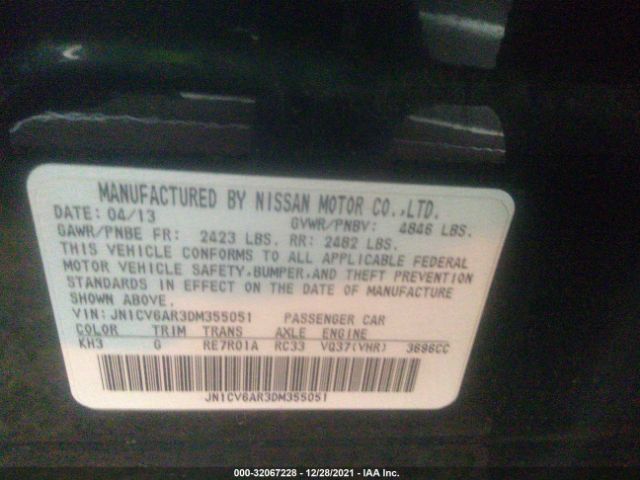 MANUFACTURED BY NISSAN MOTOR CO.,LTD.
DATE: 04/13 GVWR/PNBV: 4846 LBS.
GAWR/PNBE FR: 2423 LBS. RR: 2482 LBS.
THIS VEHICLE CONFORMS TO ALL APPLICABLE FEDERAL
MOTOR VEHICLE SAFETY,BUMPER,AND THEFT PREVENTION
STANDARDS IN EFFECT ON THE DATE OF MANUFACTURE
SHOWN ABOVE.
VIN: JN1CV6AR3DM355051 PASSENGER CAR
COLOR TRIM TRANS AXLE ENGINE
KH3 G RE7R01A RC33 VQ37(VHR) 3696CC
JN1CV6AR3DM355051
000-32067228 - 12/28/2021 - IAA Inc.